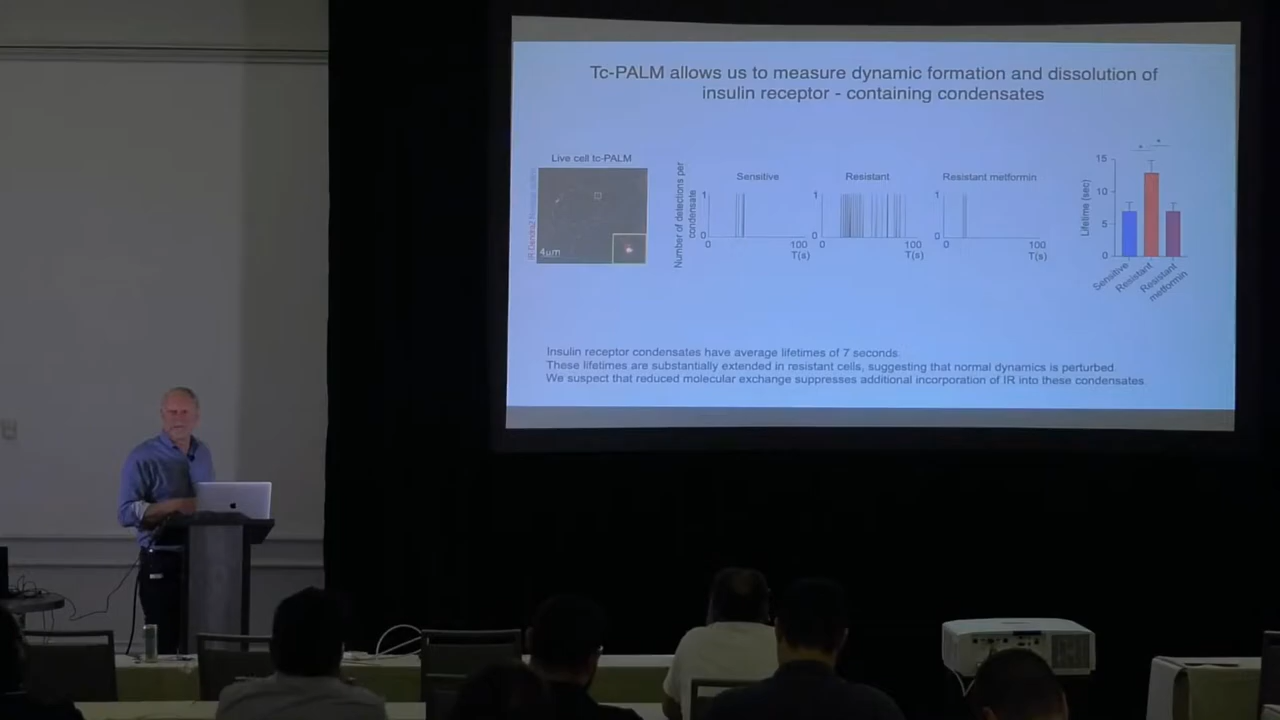 Tc-PALM allows us to measure dynamic formation and dissolution of
insulin receptor - containing condensates
Live cell tc-PALM
4μm
Number of detections per
condensate
Sensitive
1
0
0
100
T(s)
Resistant
1
0
0
100
T(s)
Resistant metformin
1
0
0
100
T(s)
Lifetime (sec)
15
10
5
0
*
*
Sensitive
Resistant
Resistant
metformin
Insulin receptor condensates have average lifetimes of 7 seconds.
These lifetimes are substantially extended in resistant cells, suggesting that normal dynamics is perturbed.
We suspect that reduced molecular exchange suppresses additional incorporation of IR into these condensates.